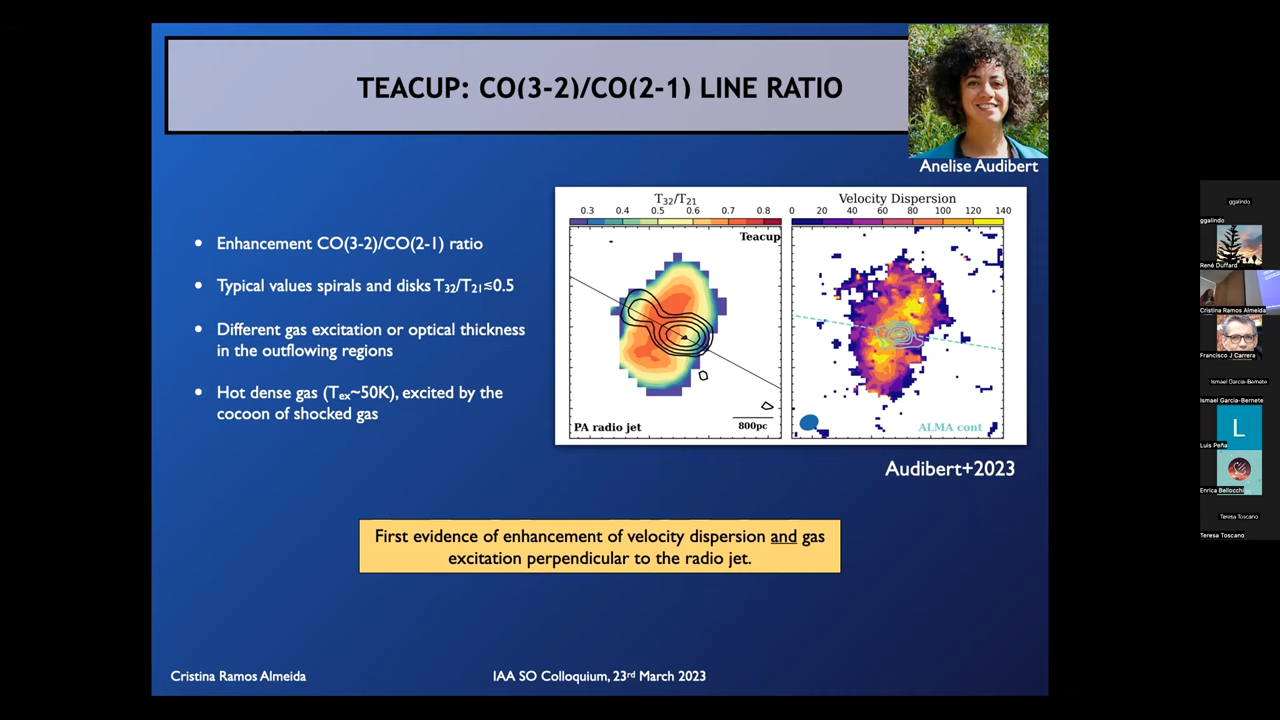 TEACUP: CO(3-2)/CO(2-1) LINE RATIO
Anelise Audibert
• Enhancement CO(3-2)/CO(2-1) ratio
• Typical values spirals and disks T32/T21≲0.5
• Different gas excitation or optical thickness
in the outflowing regions
• Hot dense gas (Tex~50K), excited by the
cocoon of shocked gas
T32/T21
0.3 0.4 0.5 0.6 0.7 0.8
Teacup
PA radio jet
800pc
Velocity Dispersion
0 20 40 60 80 100 120 140
ALMA cont
Audibert+2023
First evidence of enhancement of velocity dispersion and gas
excitation perpendicular to the radio jet.
Cristina Ramos Almeida
IAA SO Colloquium, 23rd March 2023
ggalindo
ggalindo
René Duffard
Cristina Ramos Almeida
Francisco J Carrera
Ismael García-Bernete
Ismael García-Bernete
L
Luis Peña
Enrica Bellocchi
Teresa Toscano
Teresa Toscano